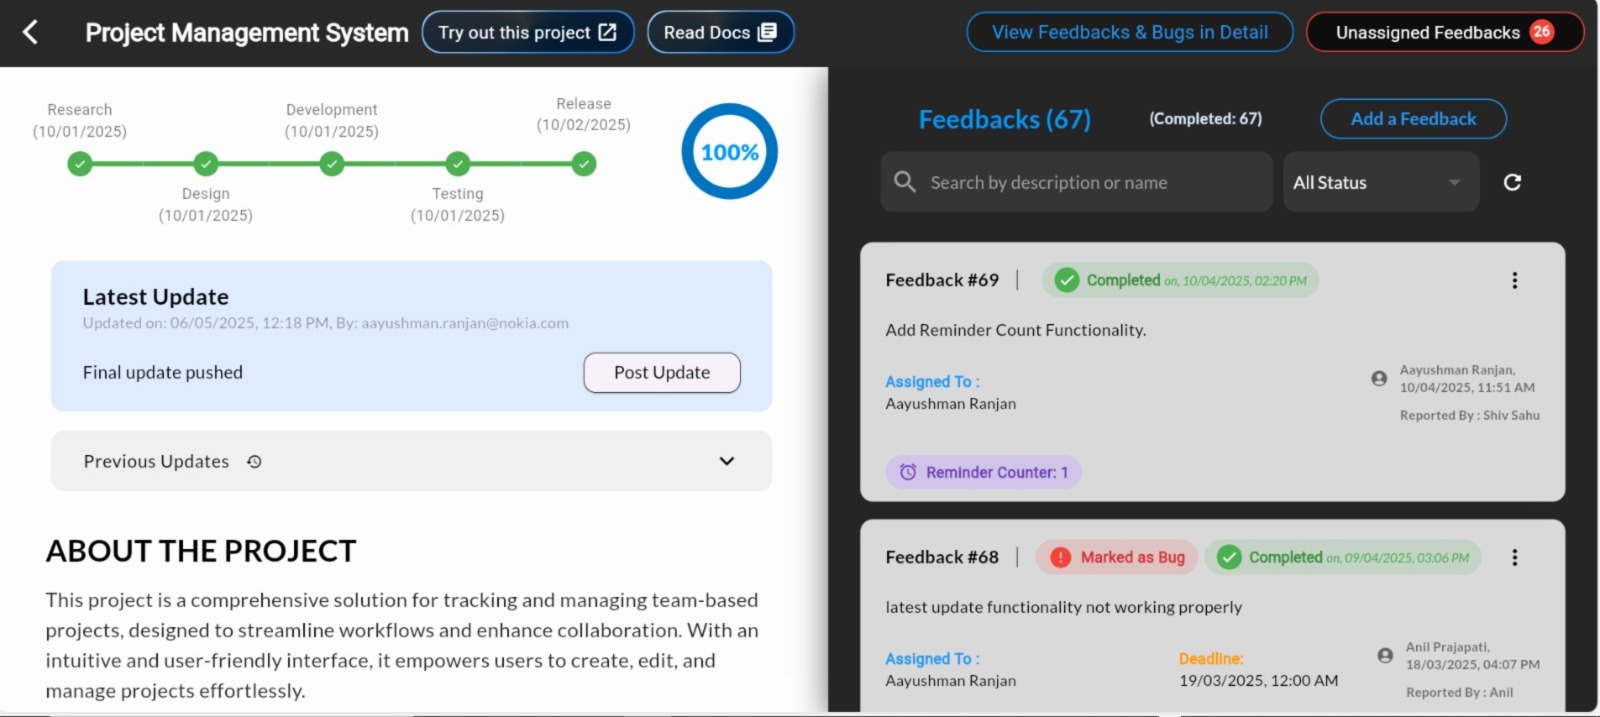 Project Management System
Try out this project
Read Docs
View Feedbacks & Bugs in Detail
Unassigned Feedbacks 26
Research
(10/01/2025)
Development
(10/01/2025)
Release
(10/02/2025)
Design
(10/01/2025)
Testing
(10/01/2025)
100%
Latest Update
Updated on: 06/05/2025, 12:18 PM, By: aayushman.ranjan@nokia.com
Final update pushed
Post Update
Previous Updates
ABOUT THE PROJECT
This project is a comprehensive solution for tracking and managing team-based
projects, designed to streamline workflows and enhance collaboration. With an
intuitive and user-friendly interface, it empowers users to create, edit, and
manage projects effortlessly.
Feedbacks (67)
(Completed: 67)
Add a Feedback
Search by description or name
All Status
Feedback #69
Completed on, 10/04/2025, 02:20 PM
Add Reminder Count Functionality.
Assigned To :
Aayushman Ranjan
Aayushman Ranjan,
10/04/2025, 11:51 AM
Reported By : Shiv Sahu
Reminder Counter: 1
Feedback #68
Marked as Bug
Completed on, 09/04/2025, 03:06 PM
latest update functionality not working properly
Assigned To :
Aayushman Ranjan
Deadline:
19/03/2025, 12:00 AM
Anil Prajapati,
18/03/2025, 04:07 PM
Reported By : Anil